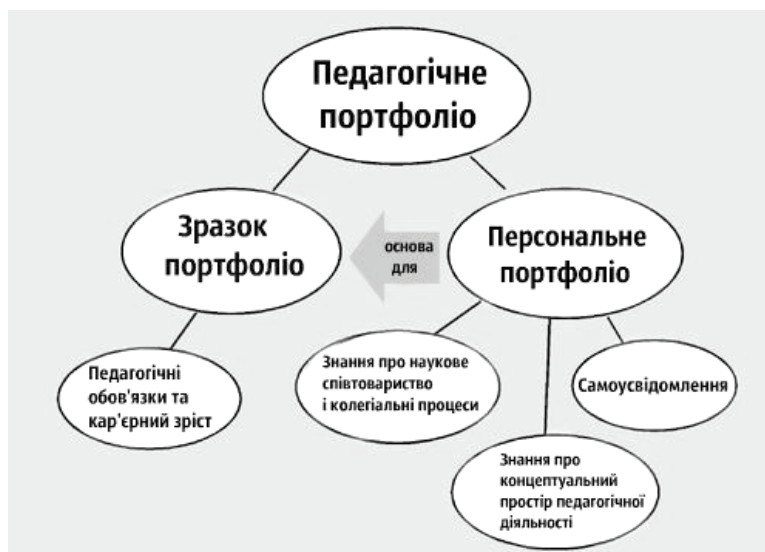 Педагогічне
портфоліо
Зразок
портфоліо
основа
для
Персональне
портфоліо
Педагогічні
обов'язки та
кар'єрний зріст
Знання про наукове
співтовариство
і колегіальні процеси
Самоусвідомлення
Знання про
концептуальний
простір педагогічної
діяльності